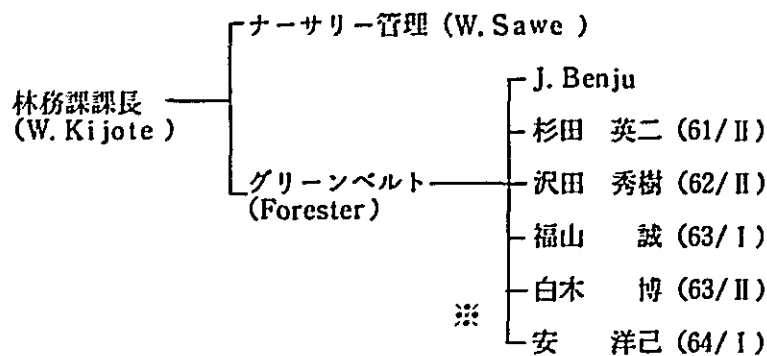 ナーサリー管理 (W. Sawe )
林務課課長
(W. Kijote )
グリーンベルト
(Forester)
J. Benju
杉田 英二 (61/Ⅱ)
沢田 秀樹 (62/Ⅱ)
福山 誠 (63/Ⅰ)
白木 博 (63/Ⅱ)
※
安 洋己 (64/Ⅰ)